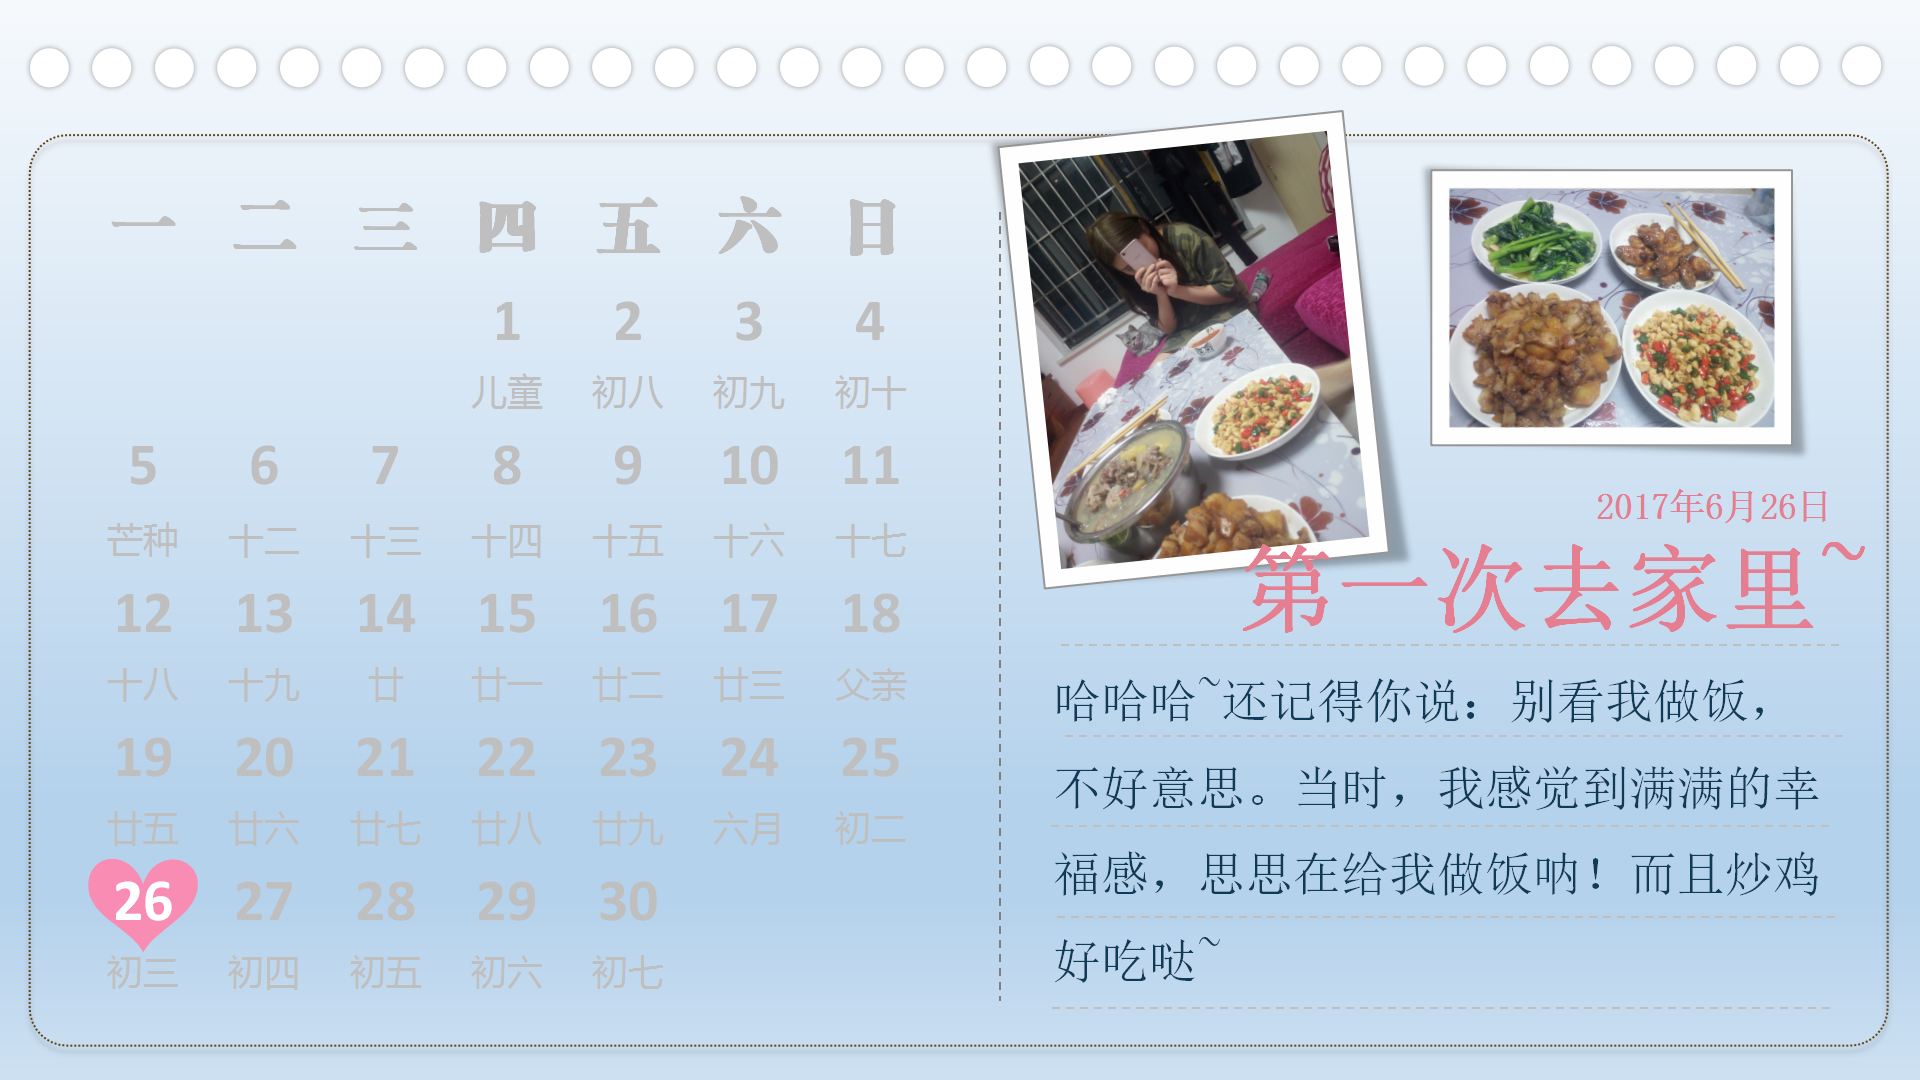 一 二 三 四 五 六 日
1 2 3 4
儿童 初八 初九 初十
5 6 7 8 9 10 11
芒种 十二 十三 十四 十五 十六 十七
12 13 14 15 16 17 18
十八 十九 廿 廿一 廿二 廿三 父亲
19 20 21 22 23 24 25
廿五 廿六 廿七 廿八 廿九 六月 初二
26 27 28 29 30
初三 初四 初五 初六 初七
2017年6月26日
第一次去家里~
哈哈哈~还记得你说：别看我做饭，
不好意思。当时，我感觉到满满的幸
福感，思思在给我做饭呐！而且炒鸡
好吃哒~